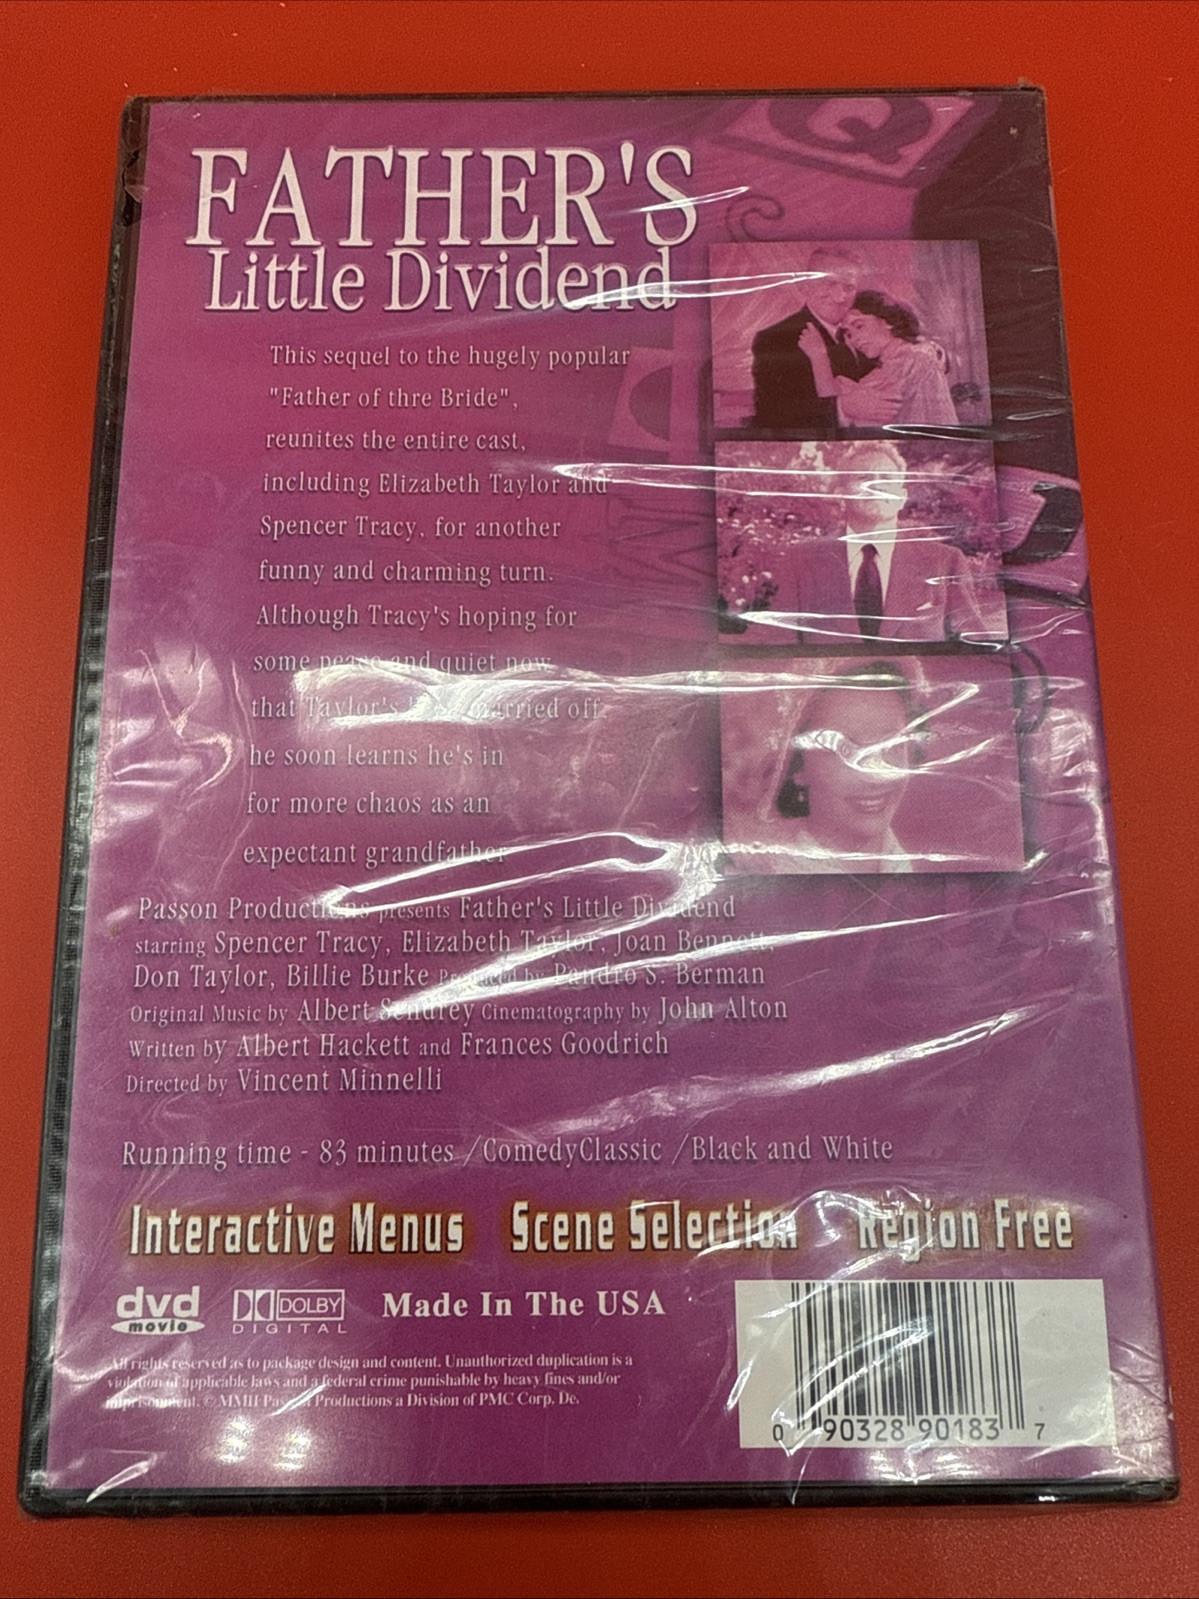 FATHER'S
Little Dividend
This sequel to the hugely popular
"Father of thre Bride",
reunites the entire cast,
including Elizabeth Taylor and
Spencer Tracy, for another
funny and charming turn.
Although Tracy's hoping for
some peace and quiet now
that Taylor's been married off,
he soon learns he's in
for more chaos as an
expectant grandfather
Passon Productions presents Father's Little Dividend
starring Spencer Tracy, Elizabeth Taylor, Joan Bennett,
Don Taylor, Billie Burke Produced by Pandro S. Berman
Original Music by Albert Sendrey Cinematography by John Alton
Written by Albert Hackett and Frances Goodrich
Directed by Vincent Minnelli
Running time - 83 minutes /ComedyClassic /Black and White
Interactive Menus Scene Selection Region Free
DVD movie DOLBY DIGITAL Made In The USA
All rights reserved as to package design and content. Unauthorized duplication is a
violation of applicable laws and a federal crime punishable by heavy fines and/or
imprisonment. © MMII Passon Productions a Division of PMC Corp. De.
0 90328 90183 7
Q
M